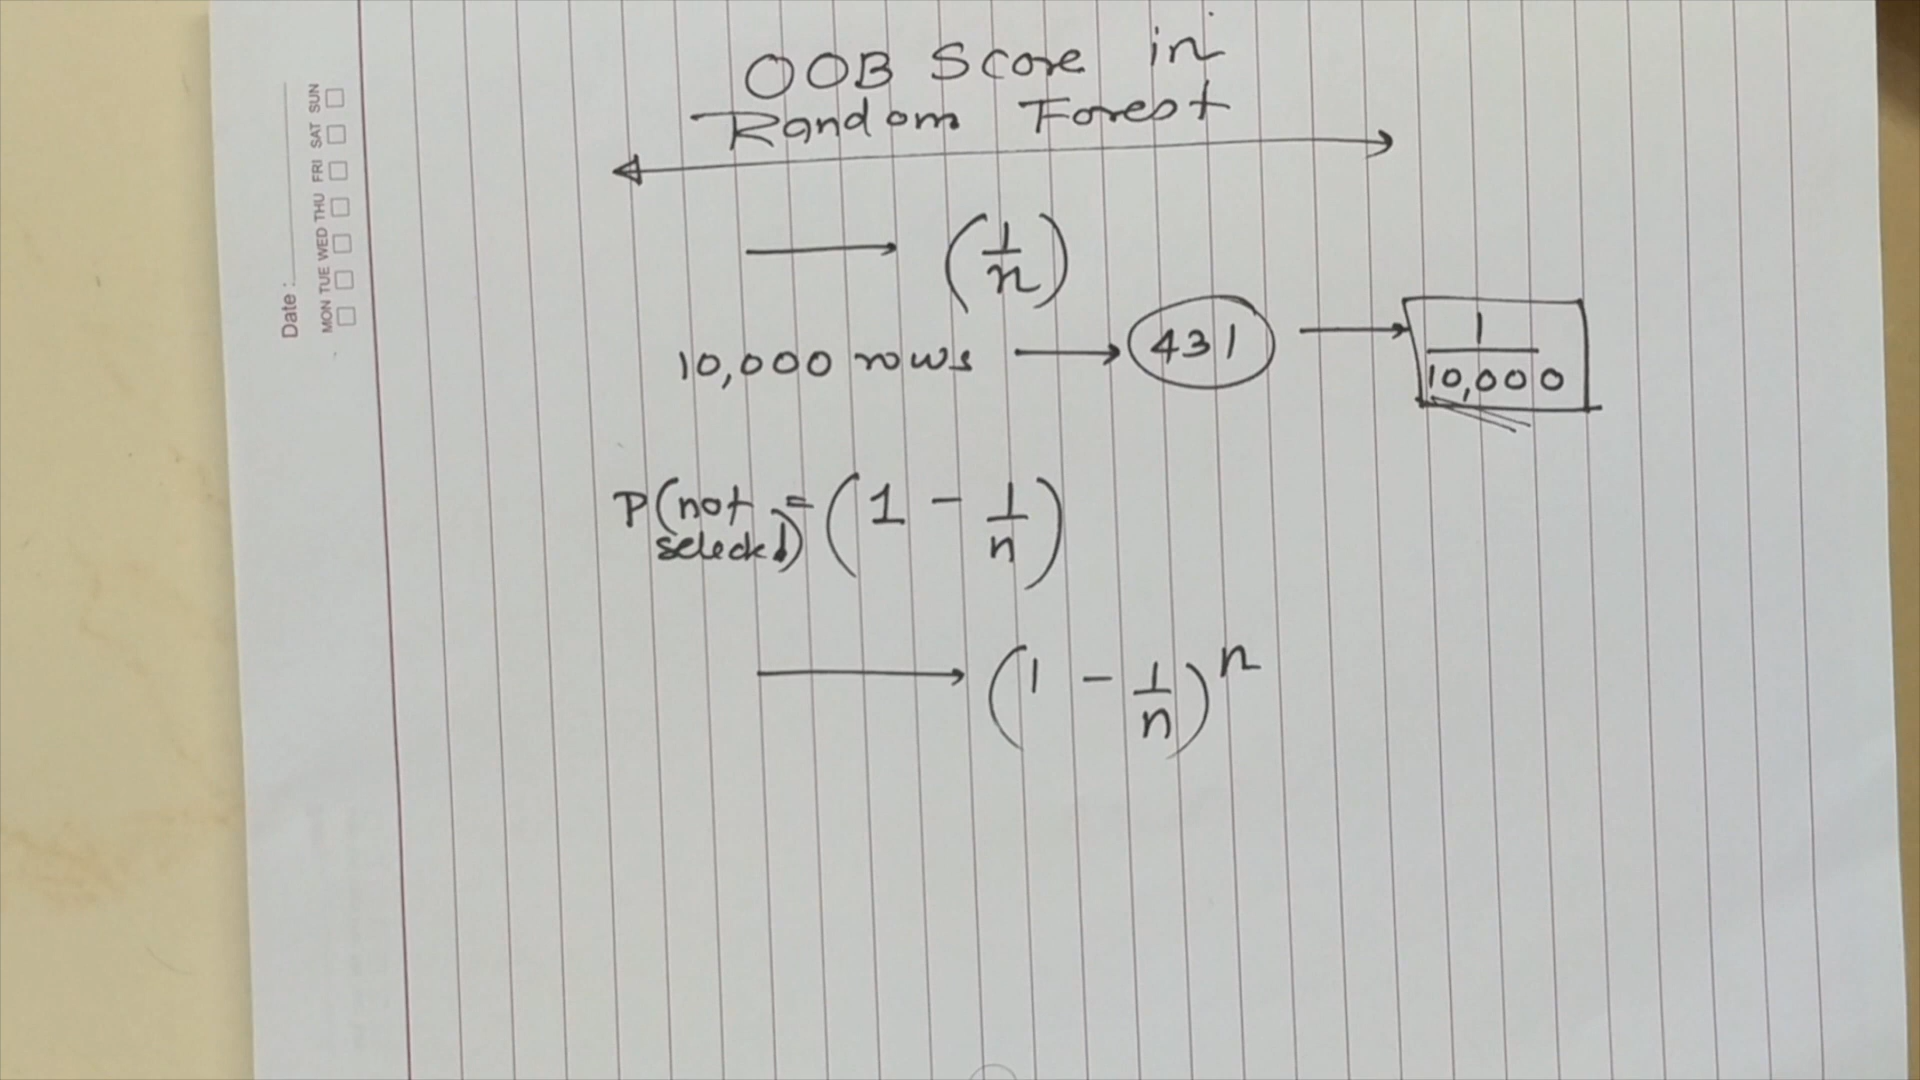 OOB Score in
Random Forest
(1/n)
10,000 rows → 431 → 1/10,000
P(not selected) = (1 - 1/n)
→ (1 - 1/n)^n
Date :
MON TUE WED THU FRI SAT SUN